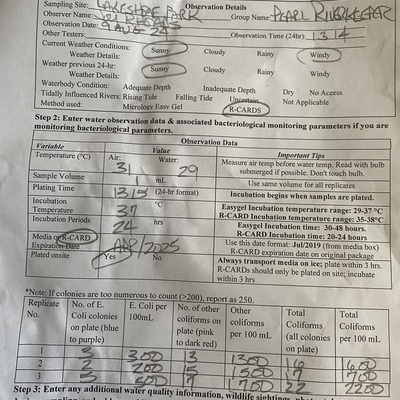 Sampling Site: LAKESHORE PARK Observation Details
Observer Name: Group Name: PEARL RIVERKEEPER
Observation Date: 9 AUG 24
Other Testers: Observation Time (24hr): 1314
Current Weather Conditions:
Weather Details: Sunny Cloudy Rainy Windy
Weather previous 24-hr:
Weather Details: Sunny Cloudy Rainy
Waterbody Condition: Adequate Depth Inadequate Depth Dry No Access
Tidally Influenced Rivers: Rising Tide Falling Tide Uncertain Not Applicable
Method used: Micrology Easy Gel R-CARDS
Step 2: Enter water observation data & associated bacteriological monitoring parameters if you are
monitoring bacteriological parameters.
Observation Data
Variable Value Important Tips
Temperature (°C) Air: 31 Water: 29 Measure air temp before water temp. Read with bulb
submerged if possible. Don't touch bulb.
Sample Volume 1 mL Use same volume for all replicates
Plating Time 1315 (24-hr format) Incubation begins when samples are plated.
Incubation
Temperature 37 °C Easygel Incubation temperature range: 29-37 °C
R-CARD Incubation temperature range: 35-38°C
Incubation Periods 24 hrs Easygel Incubation time: 30-48 hours.
R-CARD Incubation time: 20-24 hours
Media or R-CARD
Expiration Date APR/2025 Use this date format: Jul/2019 (from media box)
R-CARD expiration date on original package
Plated onsite Yes No Always transport media on ice; plate within 3 hrs.
R-CARDs should only be plated on site; incubate
within 3 hrs
*Note: If colonies are too numerous to count (>200), report as 250.
Replicate
No. No. of E.
Coli colonies
on plate (blue
to purple) E. Coli per
100mL No. of other
coliforms on
plate (pink
to dark red) Other
coliforms
per 100mL Total
Coliforms
(all colonies
on plate) Total
Coliforms
per 100 mL
1 3 300 13 1300 16 1600
2 2 200 15 1500 17 1700
3 5 500 17 1700 22 2200
Step 3: Enter any additional water quality information, wildlife sightings,